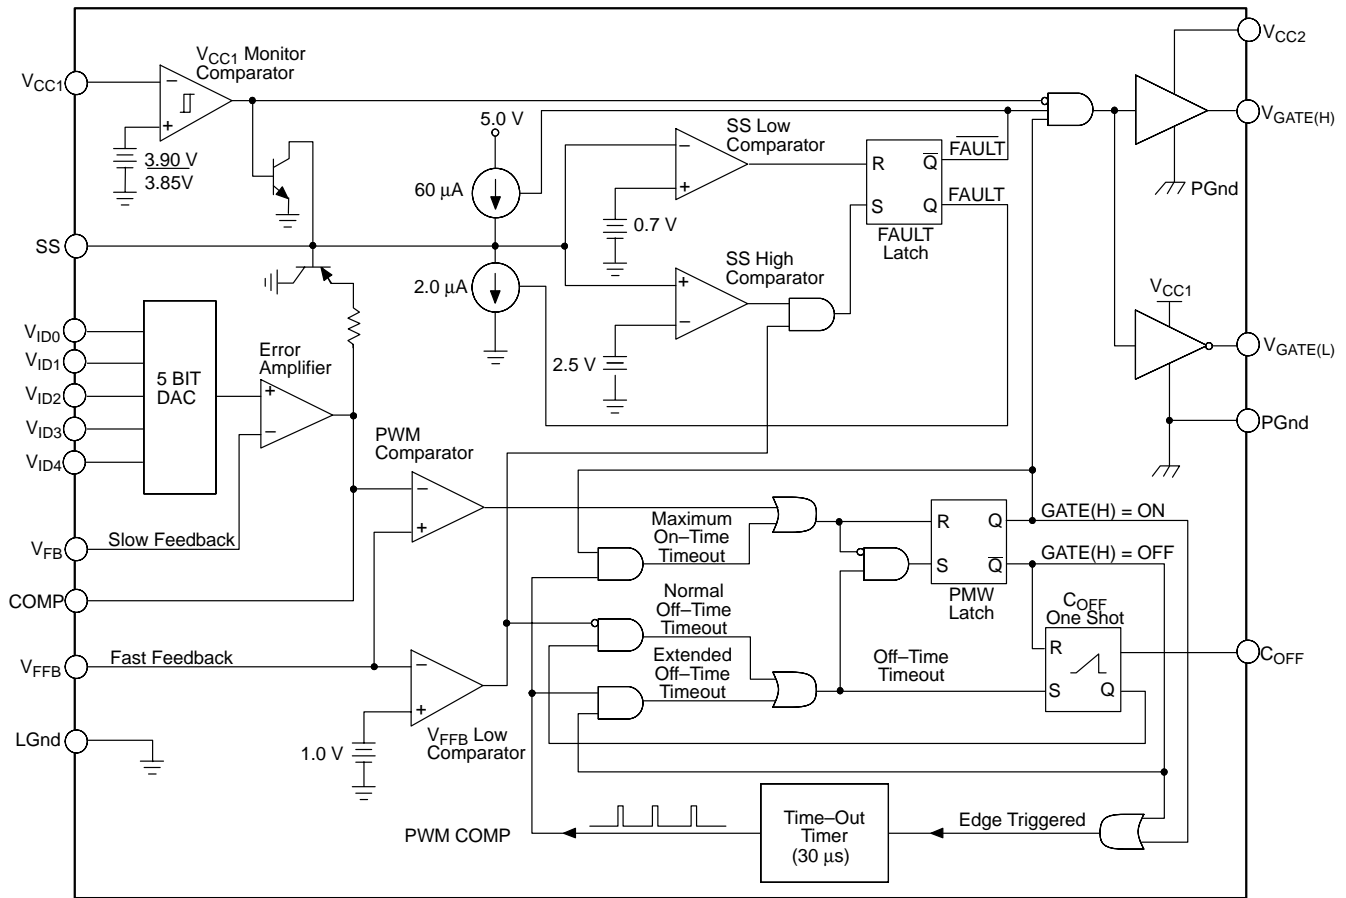 VCC1
VCC1 Monitor
Comparator
−
+
3.90 V
3.85V
5.0 V
60 μA
SS Low
Comparator
−
+
0.7 V
R
Q
S
Q
FAULT
FAULT
FAULT
Latch
VCC2
VGATE(H)
PGnd
SS
2.0 μA
SS High
Comparator
+
−
2.5 V
VCC1
VGATE(L)
PGnd
VID0
VID1
VID2
VID3
VID4
5 BIT
DAC
Error
Amplifier
+
−
PWM
Comparator
−
+
VFB
Slow Feedback
COMP
VFFB
Fast Feedback
LGnd
−
+
1.0 V
VFFB Low
Comparator
Maximum
On–Time
Timeout
Normal
Off–Time
Timeout
Extended
Off–Time
Timeout
R
Q
S
Q
PMW
Latch
GATE(H) = ON
GATE(H) = OFF
COFF
One Shot
R
S
Q
Off–Time
Timeout
COFF
PWM COMP
Time–Out
Timer
(30 μs)
Edge Triggered